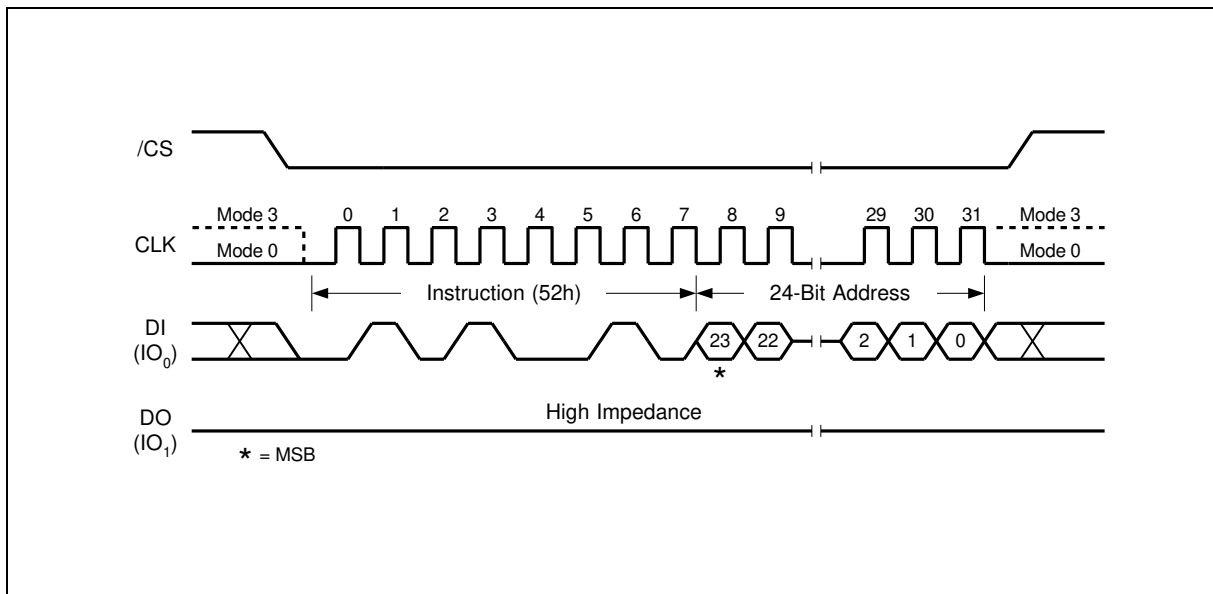 /CS
Mode 3 0 1 2 3 4 5 6 7 8 9 29 30 31 Mode 3
CLK
Mode 0 Mode 0
Instruction (52h) 24-Bit Address
DI
(IO0) 23 22 2 1 0
*
High Impedance
DO
(IO1)
* = MSB